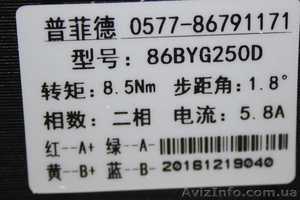 普菲德 0577-86791171
型号: 86BYG250D
转矩: 8.5Nm 步距角: 1.8°
相数: 二相 电流: 5.8A
红--A+ 绿--A-
黄--B+ 蓝--B- 20161219040
AvizInfo.com.ua